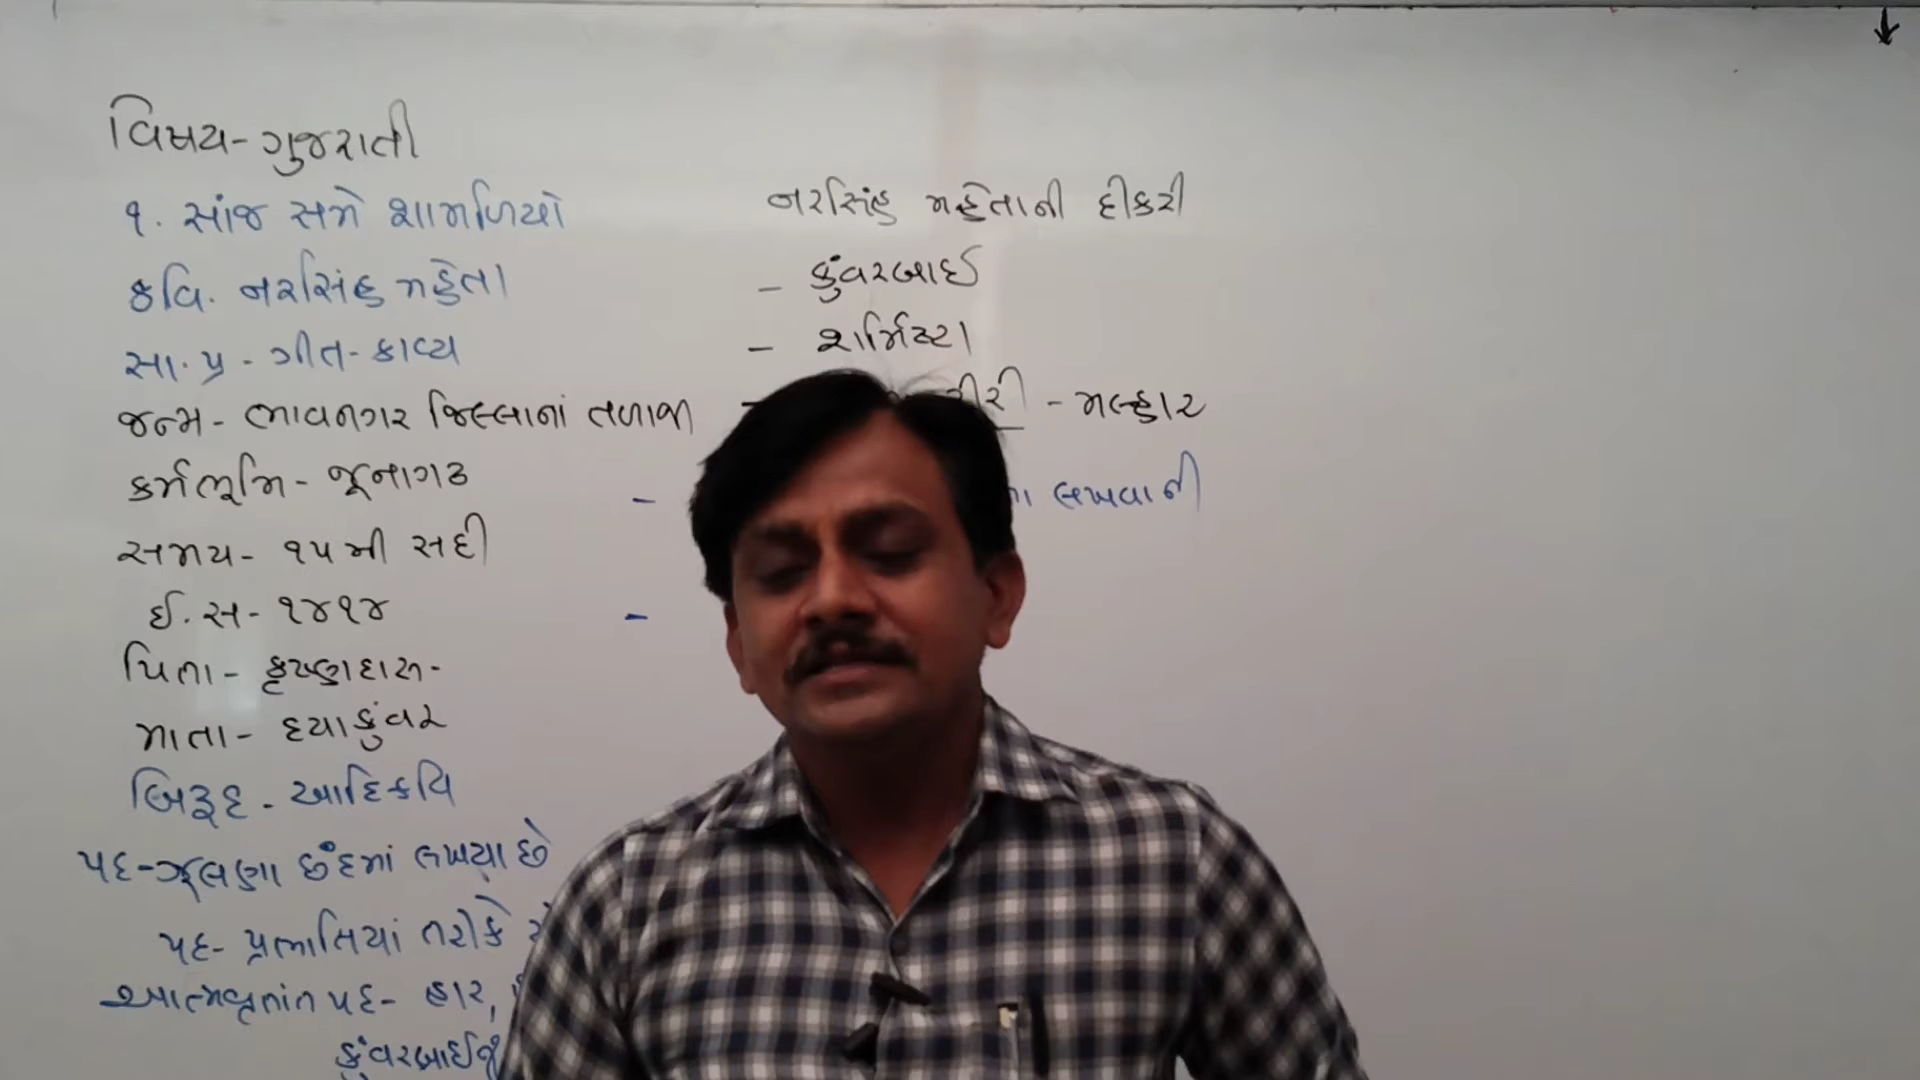 વિષય- ગુજરાતી
૧. સાંજ સમે શામળિયો
કવિ. નરસિંહ મહેતા
સા. પ્ર - ગીત- કાવ્ય
જન્મ- ભાવનગર જિલ્લાનાં તળાજા
કર્મભૂમિ- જૂનાગઢ
સમય- ૧૫મી સદી
ઈ.સ- ૧૪૧૪
પિતા- કૃષ્ણદાસ-
માતા- દયાકુંવર
બિરૂદ - આદિકવિ
પદ-ઝૂલણા છંદમાં લખ્યા છે
પદ- પ્રભાતિયાં તરીકે
આત્મવૃતાંત પદ- હાર,
નરસિંહ મહેતાની દીકરી
- કુંવરબાઈ
- શર્મિષ્ટા
- મલ્હાર
લખવાની